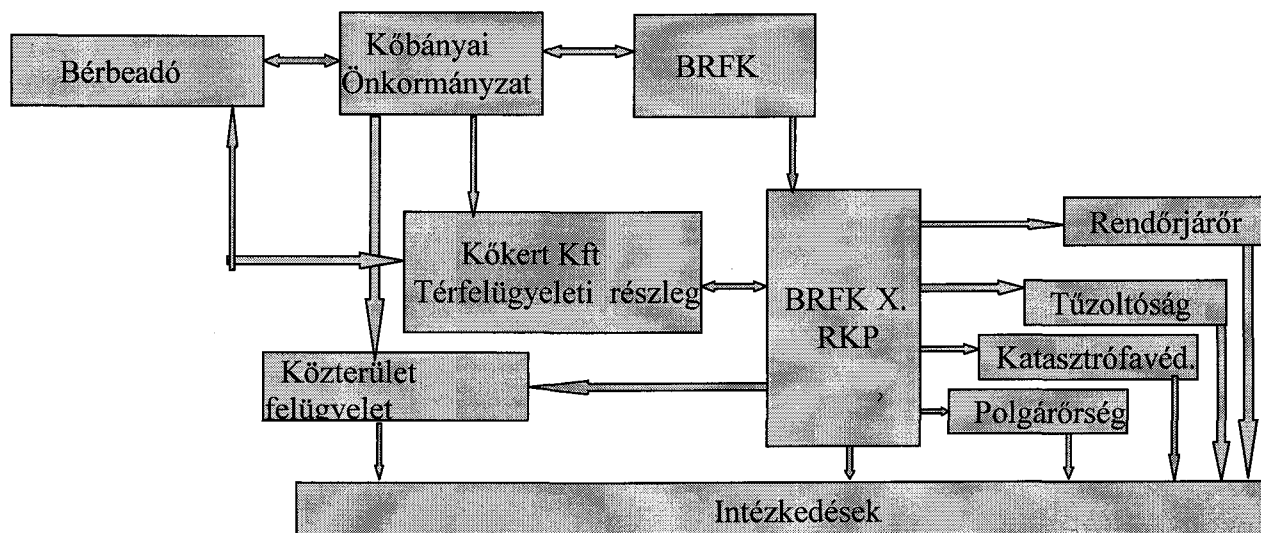 Bérbeadó
Kőbányai
Önkormányzat
BRFK
Kőkert Kft
Térfelügyeleti részleg
BRFK X.
RKP
Rendőrjárőr
Tűzoltóság
Katasztrófavéd.
Polgárőrség
Közterület
felügyelet
Intézkedések